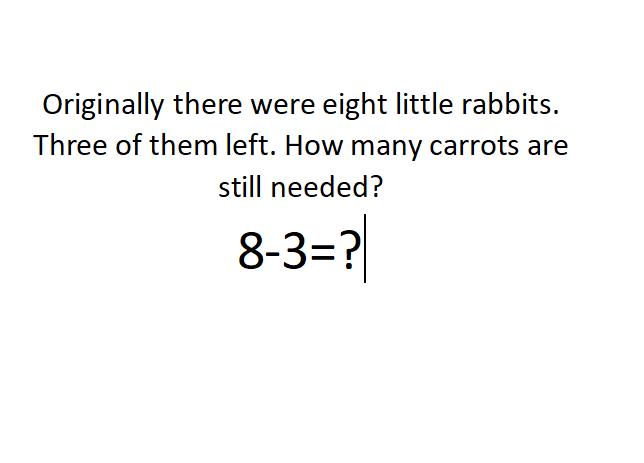 Originally there were eight little rabbits.
Three of them left. How many carrots are
still needed?
8-3=?